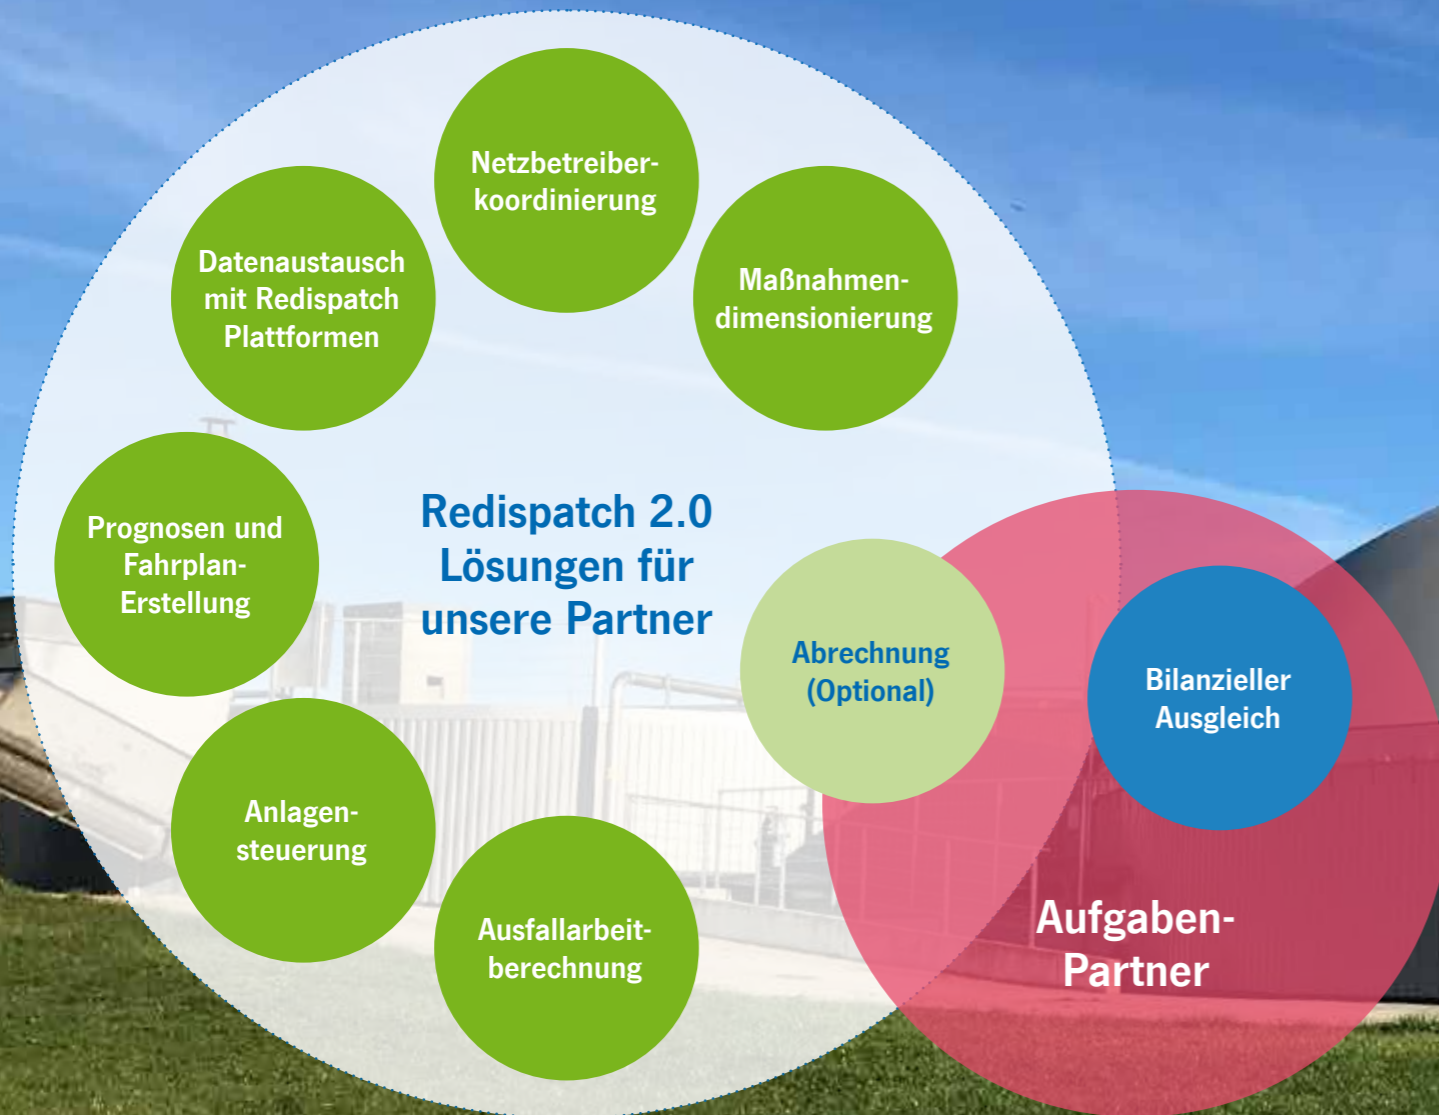 Netzbetreiber-
koordinierung
Datenaustausch
mit Redispatch
Plattformen
Maßnahmen-
dimensionierung
Prognosen und
Fahrplan-
Erstellung
Redispatch 2.0
Lösungen für
unsere Partner
Abrechnung
(Optional)
Bilanzieller
Ausgleich
Anlagen-
steuerung
Ausfallarbeit-
berechnung
Aufgaben-
Partner